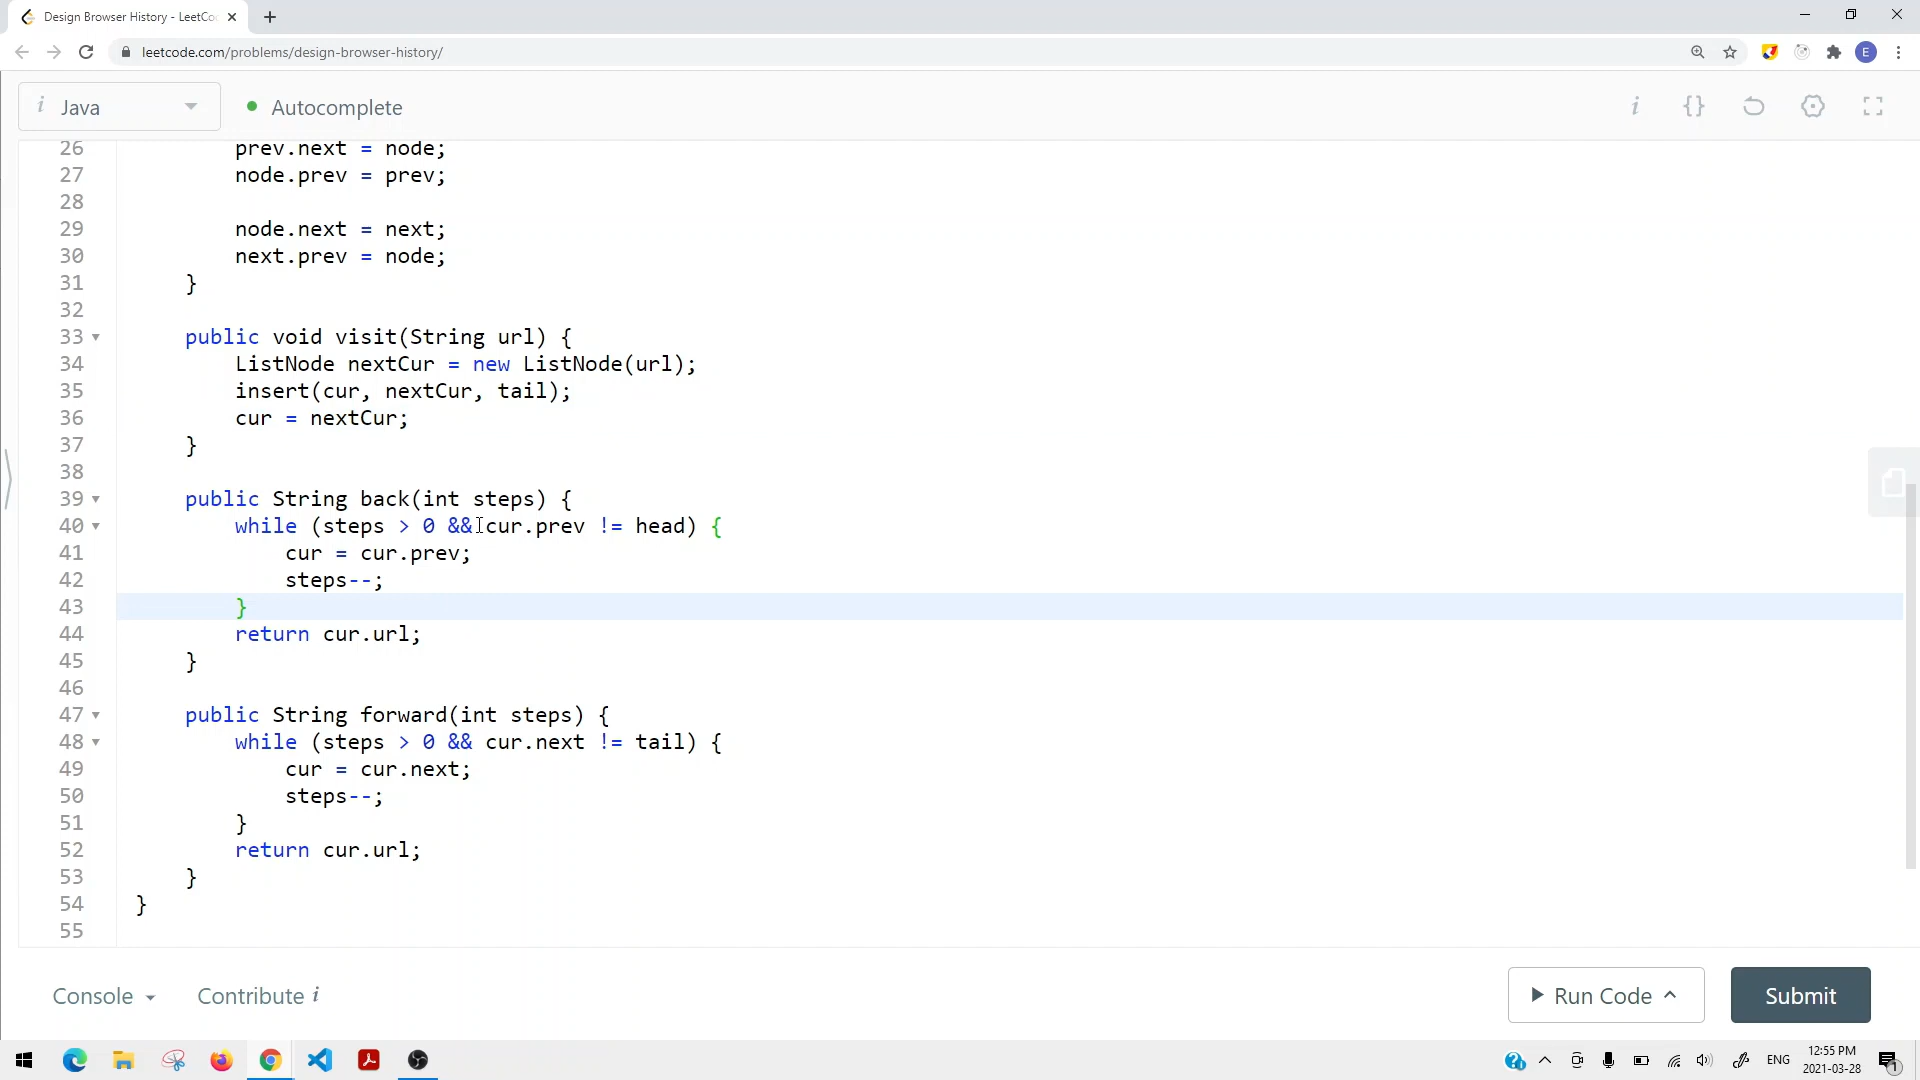 Design Browser History - LeetCo
leetcode.com/problems/design-browser-history/
E
i Java
Autocomplete
i {}
26 prev.next = node;
27 node.prev = prev;
28
29 node.next = next;
30 next.prev = node;
31 }
32
33 public void visit(String url) {
34 ListNode nextCur = new ListNode(url);
35 insert(cur, nextCur, tail);
36 cur = nextCur;
37 }
38
39 public String back(int steps) {
40 while (steps > 0 && cur.prev != head) {
41 cur = cur.prev;
42 steps--;
43 }
44 return cur.url;
45 }
46
47 public String forward(int steps) {
48 while (steps > 0 && cur.next != tail) {
49 cur = cur.next;
50 steps--;
51 }
52 return cur.url;
53 }
54 }
55
Console
Contribute i
Run Code
Submit
ENG
12:55 PM
2021-03-28
1